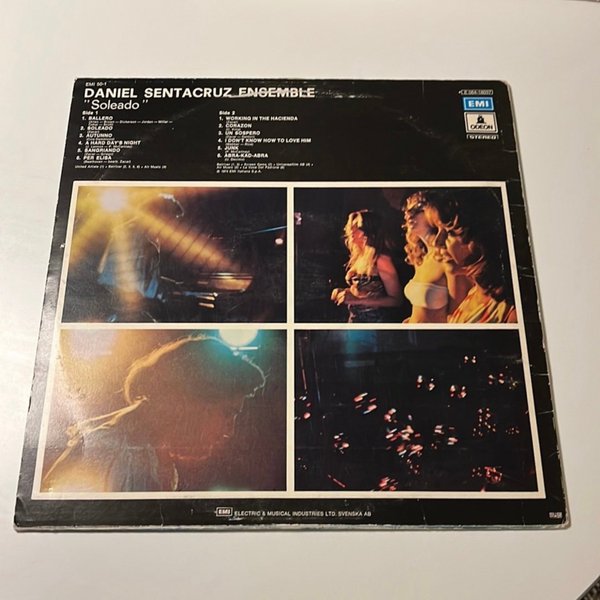 EMI 50-1
DANIEL SENTACRUZ ENSEMBLE
"Soleado"
E 064-18037
EMI
ODEON
STEREO
Side 1
1. BALLERO
2. SOLEADO
3. AUTUNNO
4. A HARD DAY'S NIGHT
5. SANGRIANDO
6. PER ELISA
Side 2
1. WORKING IN THE HACIENDA
2. CORAZON
3. UN SOSPERO
4. I DON'T KNOW HOW TO LOVE HIM
5. JUNK
6. ABRA-KAD-ABRA
EMI ELECTRIC & MUSICAL INDUSTRIES LTD. SVENSKA AB